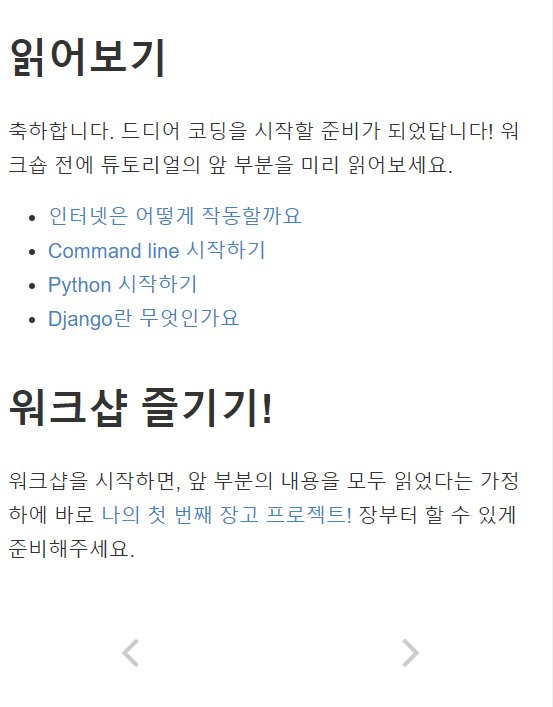 읽어보기
축하합니다. 드디어 코딩을 시작할 준비가 되었답니다! 워
크숍 전에 튜토리얼의 앞 부분을 미리 읽어보세요.
• 인터넷은 어떻게 작동할까요
• Command line 시작하기
• Python 시작하기
• Django란 무엇인가요
워크샵 즐기기!
워크샵을 시작하면, 앞 부분의 내용을 모두 읽었다는 가정
하에 바로 나의 첫 번째 장고 프로젝트! 장부터 할 수 있게
준비해주세요.